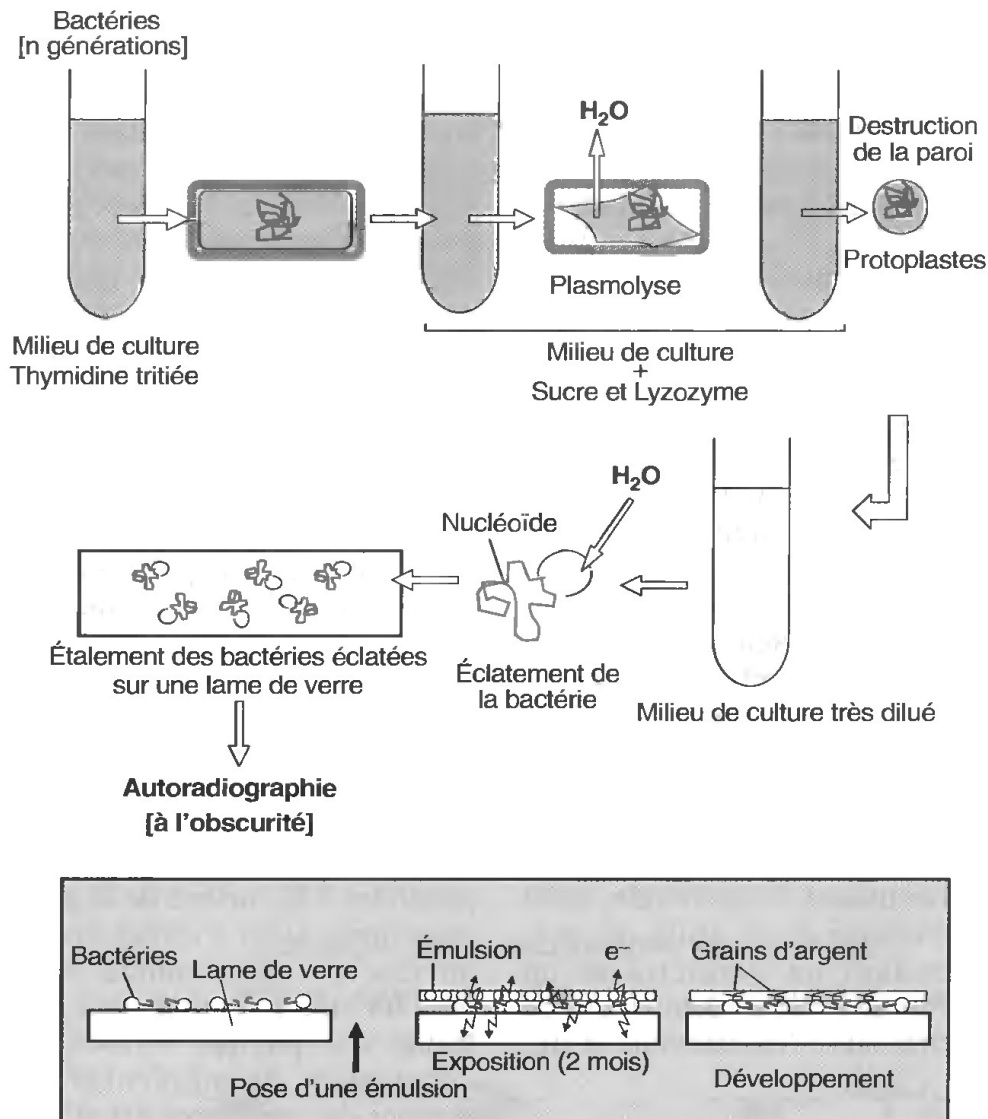 Bactéries
[n générations]
H₂O
Destruction
de la paroi
Plasmolyse
Protoplastes
Milieu de culture
Thymidine tritiée
Milieu de culture
+
Sucre et Lyzozyme
H₂O
Nucléoïde
Étalement des bactéries éclatées
sur une lame de verre
Éclatement de
la bactérie
Milieu de culture très dilué
Autoradiographie
[à l'obscurité]
Bactéries
Lame de verre
Pose d'une émulsion
Émulsion
e⁻
Exposition (2 mois)
Grains d'argent
Développement